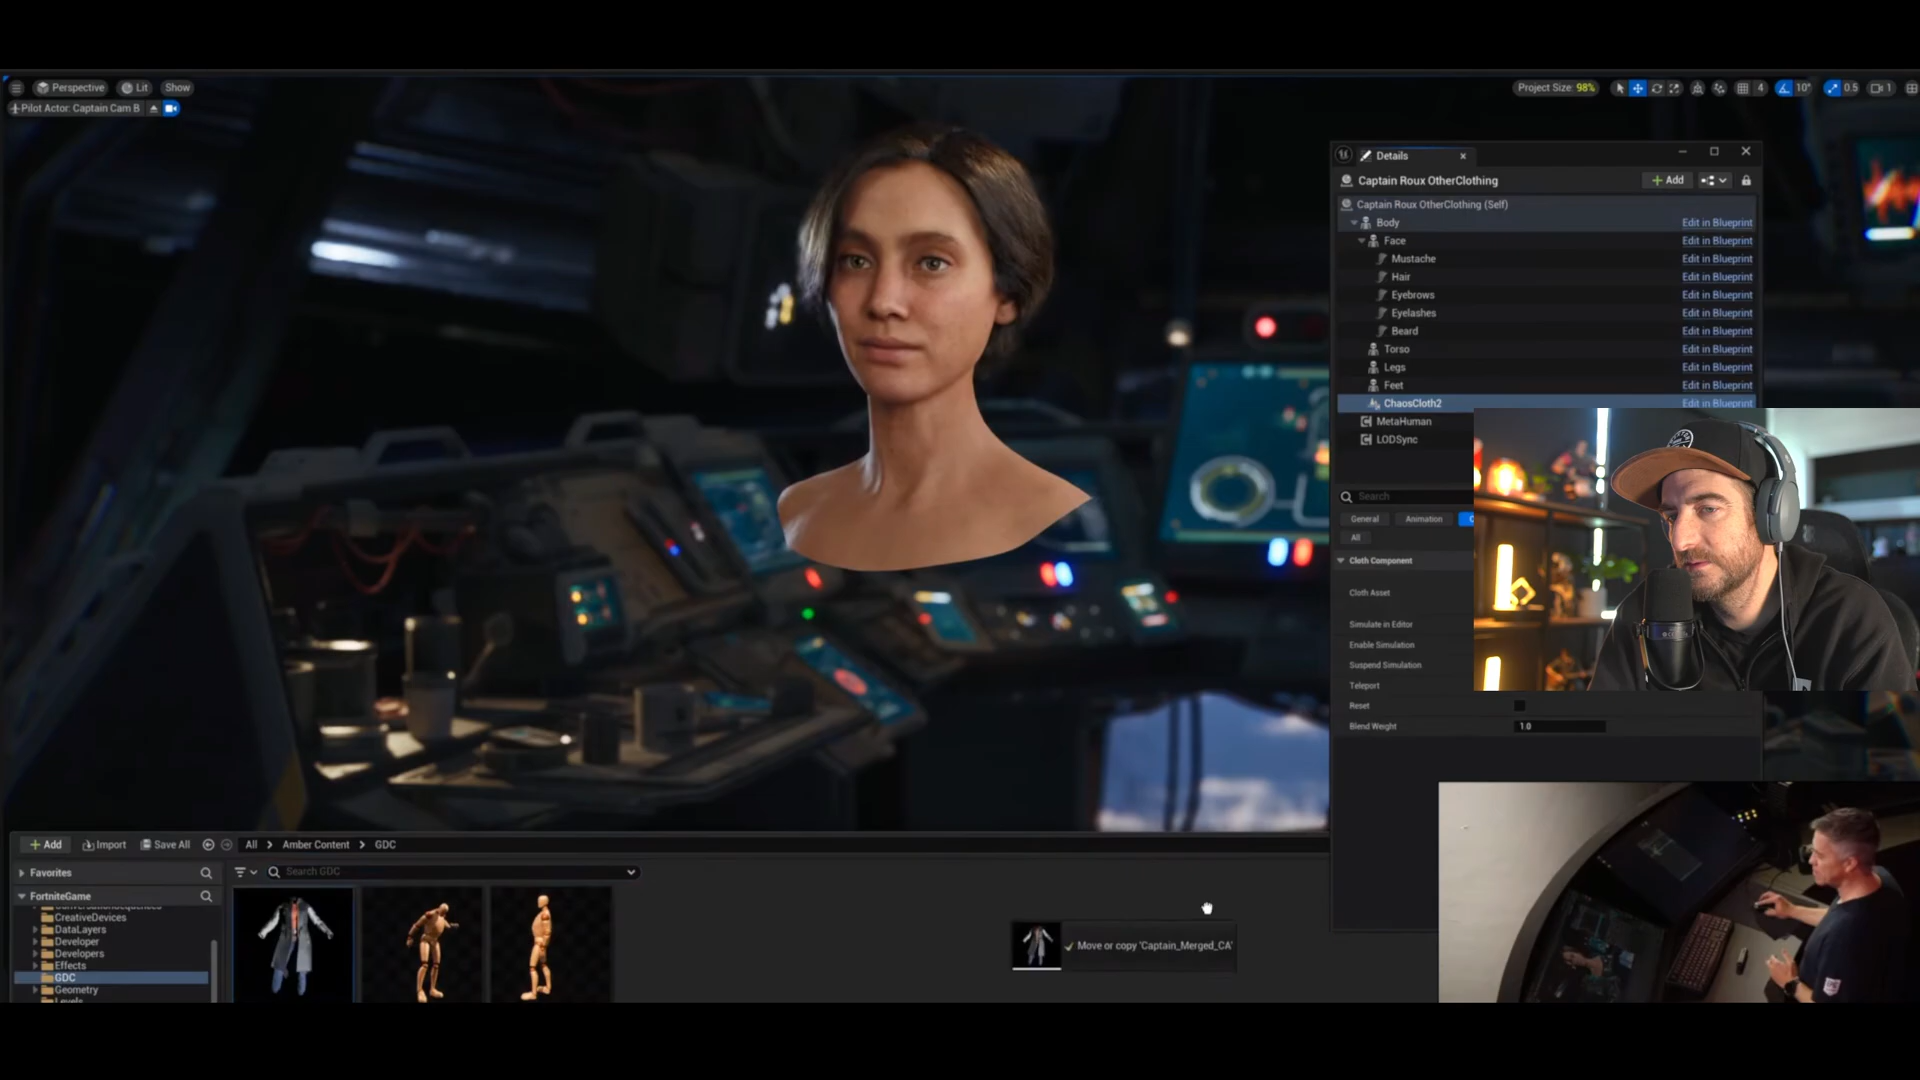 Perspective
Lit
Show
Pilot Actor: Captain Cam B
Project Size: 98%
4
10°
0.5
1
Details
Captain Roux OtherClothing
+ Add
Captain Roux OtherClothing (Self)
Body
Edit in Blueprint
Face
Edit in Blueprint
Mustache
Edit in Blueprint
Hair
Edit in Blueprint
Eyebrows
Edit in Blueprint
Eyelashes
Edit in Blueprint
Beard
Edit in Blueprint
Torso
Edit in Blueprint
Legs
Edit in Blueprint
Feet
Edit in Blueprint
ChaosCloth2
Edit in Blueprint
MetaHuman
LODSync
Search
General
Animation
All
Cloth Component
Cloth Asset
Simulate in Editor
Enable Simulation
Suspend Simulation
Teleport
Reset
Blend Weight
1.0
+ Add
Import
Save All
All > Amber Content > GDC
Favorites
Search GDC
FortniteGame
CreativeDevices
DataLayers
Developer
Developers
Effects
GDC
Geometry
Levels
Move or copy 'Captain_Merged_CA'